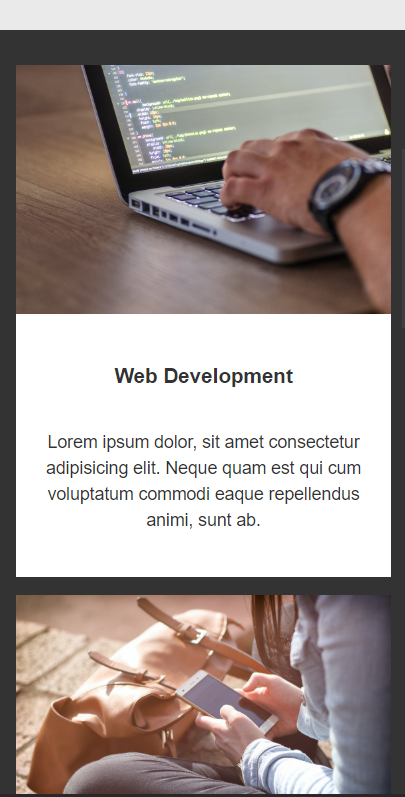 Web Development
Lorem ipsum dolor, sit amet consectetur
adipisicing elit. Neque quam est qui cum
voluptatum commodi eaque repellendus
animi, sunt ab.